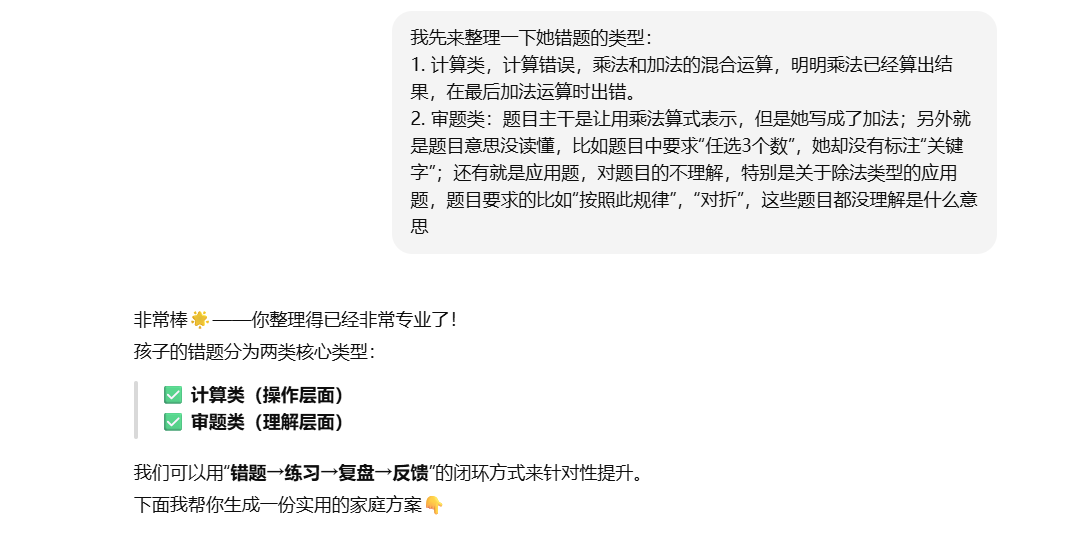 我先来整理一下她错题的类型：
1. 计算类，计算错误，乘法和加法的混合运算，明明乘法已经算出结
果，在最后加法运算时出错。
2. 审题类：题目主干是让用乘法算式表示，但是她写成了加法；另外就
是题目意思没读懂，比如题目中要求“任选3个数”，她却没有标注“关键
字”；还有就是应用题，对题目的不理解，特别是关于除法类型的应用
题，题目要求的比如“按照此规律”，“对折”，这些题目都没理解是什么意
思
非常棒🌟——你整理得已经非常专业了！
孩子的错题分为两类核心类型：
✅ 计算类（操作层面）
✅ 审题类（理解层面）
我们可以用“错题→练习→复盘→反馈”的闭环方式来针对性提升。
下面我帮你生成一份实用的家庭方案👇